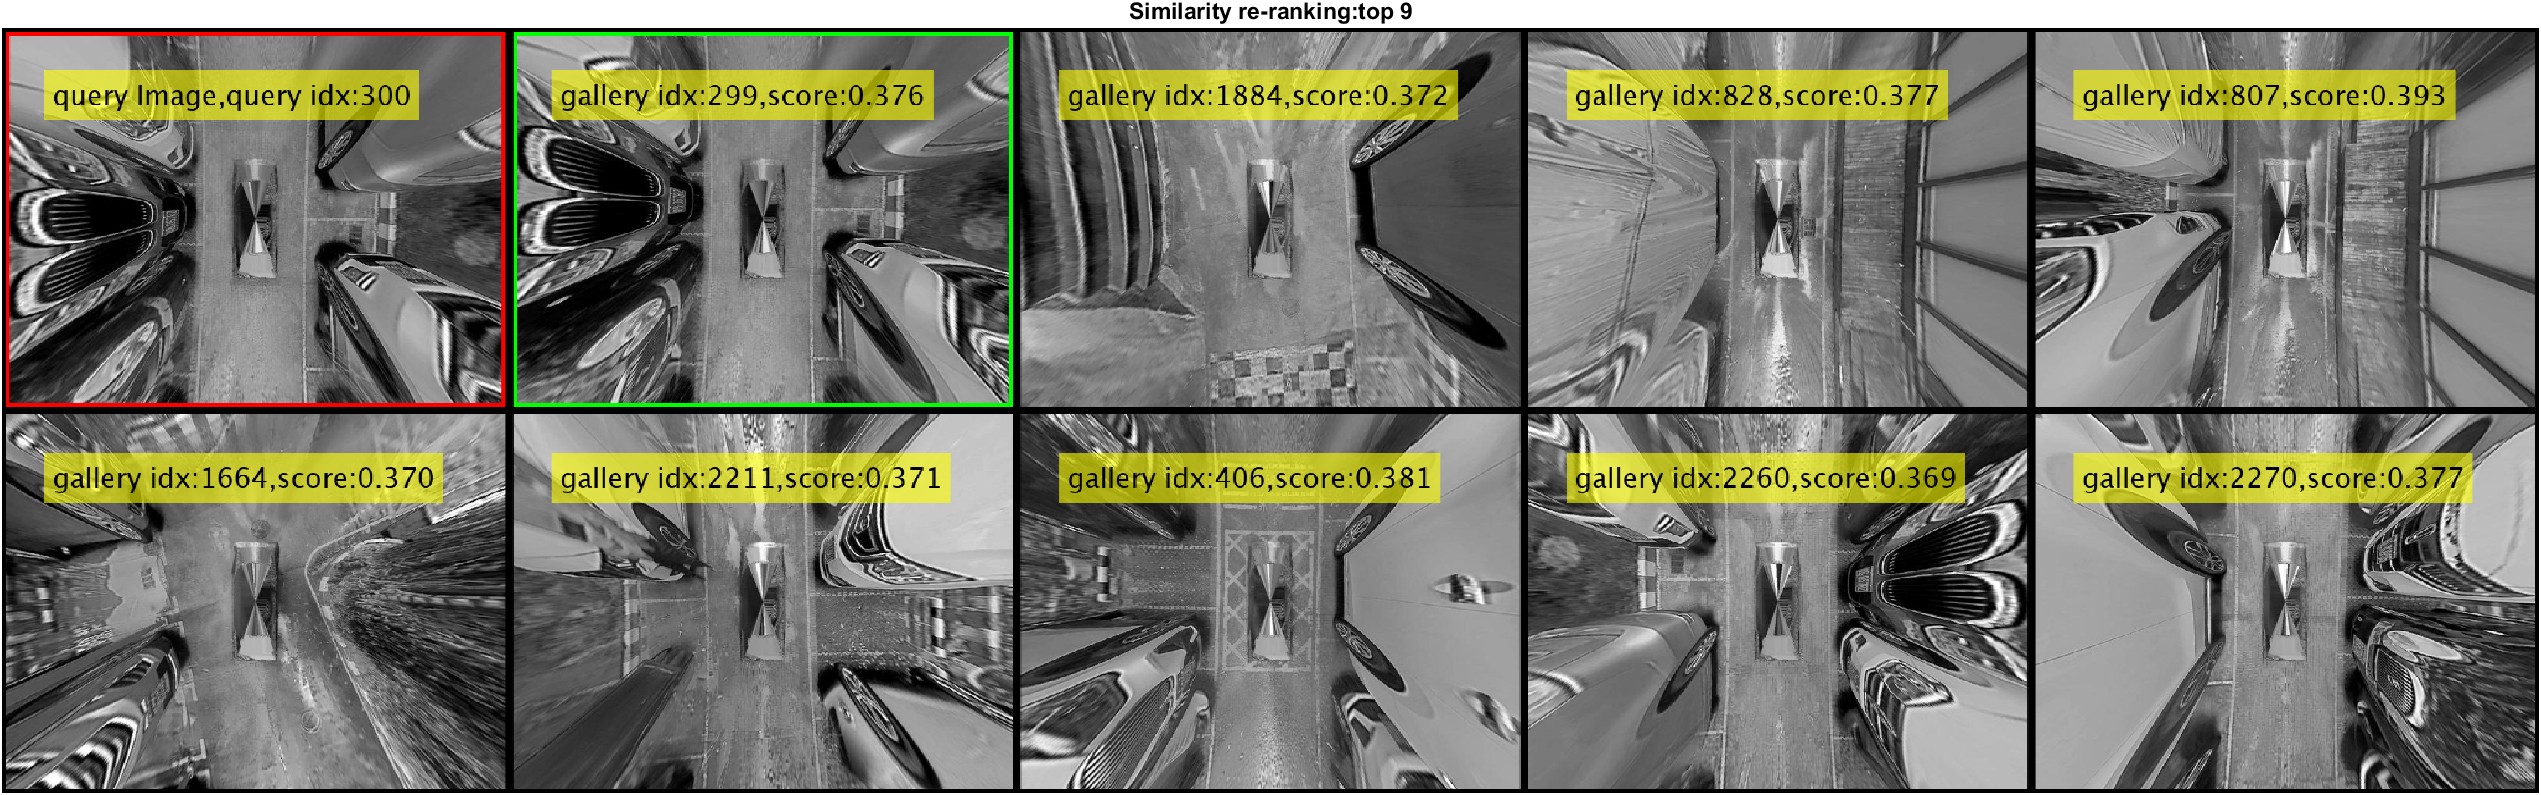 Similarity re-ranking:top 9
query Image,query idx:300
gallery idx:299,score:0.376
gallery idx:1884,score:0.372
gallery idx:828,score:0.377
gallery idx:807,score:0.393
gallery idx:1664,score:0.370
gallery idx:2211,score:0.371
gallery idx:406,score:0.381
gallery idx:2260,score:0.369
gallery idx:2270,score:0.377